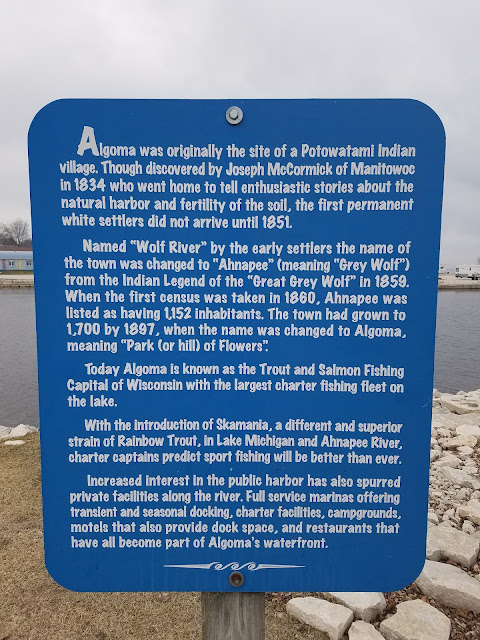 Algoma was originally the site of a Potowatami Indian
village. Though discovered by Joseph McCormick of Manitowoc
in 1834 who went home to tell enthusiastic stories about the
natural harbor and fertility of the soil, the first permanent
white settlers did not arrive until 1851.
Named "Wolf River" by the early settlers the name of
the town was changed to "Ahnapee" (meaning "Grey Wolf")
from the Indian Legend of the "Great Grey Wolf" in 1859.
When the first census was taken in 1860, Ahnapee was
listed as having 1,152 inhabitants. The town had grown to
1,700 by 1897, when the name was changed to Algoma,
meaning "Park (or hill) of Flowers".
Today Algoma is known as the Trout and Salmon Fishing
Capital of Wisconsin with the largest charter fishing fleet on
the lake.
With the introduction of Skamania, a different and superior
strain of Rainbow Trout, in Lake Michigan and Ahnapee River,
charter captains predict sport fishing will be better than ever.
Increased interest in the public harbor has also spurred
private facilities along the river. Full service marinas offering
transient and seasonal docking, charter facilities, campgrounds,
motels that also provide dock space, and restaurants that
have all become part of Algoma's waterfront.